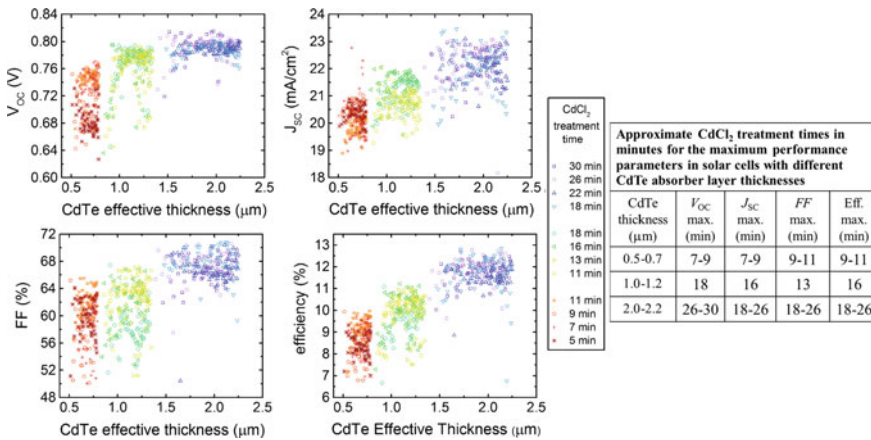 0.84
0.80
0.76
0.72
0.68
0.64
0.60
V_OC (V)
0.5 1.0 1.5 2.0 2.5
CdTe effective thickness (μm)
24
23
22
21
20
19
18
J_SC (mA/cm²)
0.5 1.0 1.5 2.0 2.5
CdTe effective thickness (μm)
72
68
64
60
56
52
48
FF (%)
0.5 1.0 1.5 2.0 2.5
CdTe effective thickness (μm)
13
12
11
10
9
8
7
6
efficiency (%)
0.5 1.0 1.5 2.0 2.5
CdTe Effective Thickness (μm)
CdCl₂
treatment
time
30 min
26 min
22 min
18 min
18 min
16 min
13 min
11 min
11 min
9 min
7 min
5 min
Approximate CdCl₂ treatment times in
minutes for the maximum performance
parameters in solar cells with different
CdTe absorber layer thicknesses
CdTe thickness (μm) V_OC max. (min) J_SC max. (min) FF max. (min) Eff. max. (min)
0.5-0.7 7-9 7-9 9-11 9-11
1.0-1.2 18 16 13 16
2.0-2.2 26-30 18-26 18-26 18-26